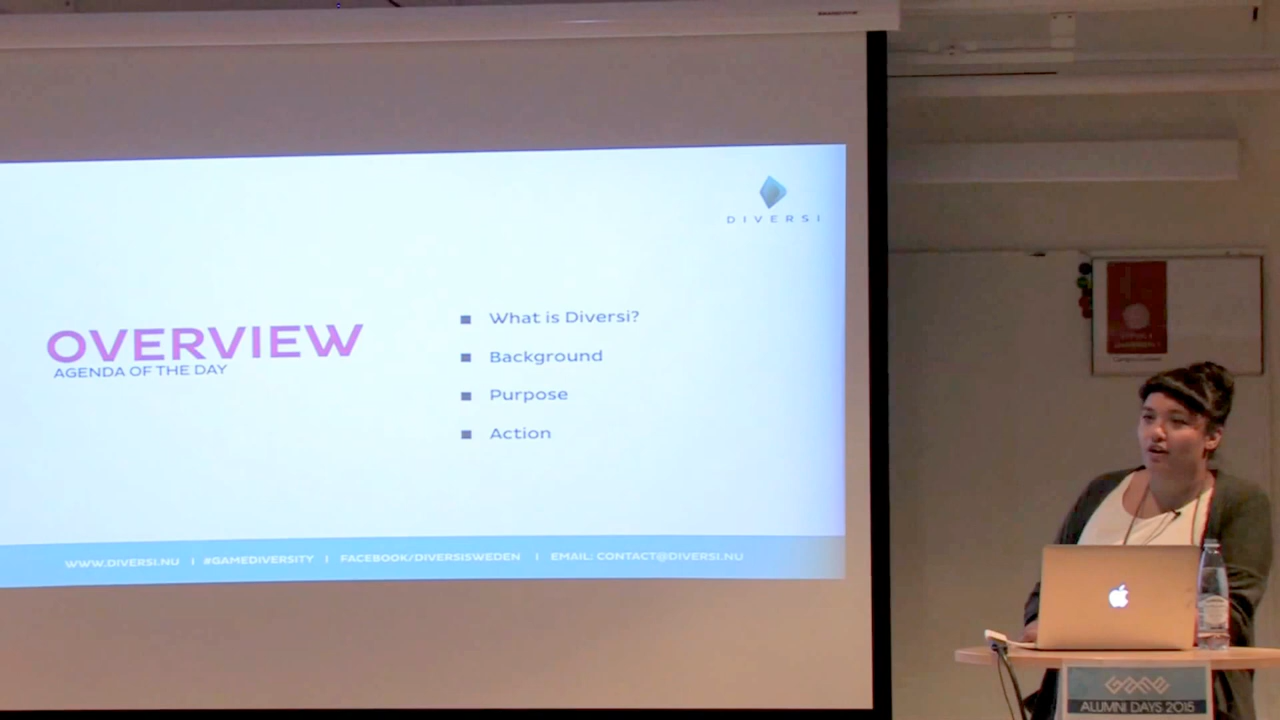 DIVERSI
OVERVIEW
AGENDA OF THE DAY
What is Diversi?
Background
Purpose
Action
WWW.DIVERSI.NU | #GAMEDIVERSITY | FACEBOOK/DIVERSISWEDEN | EMAIL: CONTACT@DIVERSI.NU
GAME
ALUMNI DAYS 2015